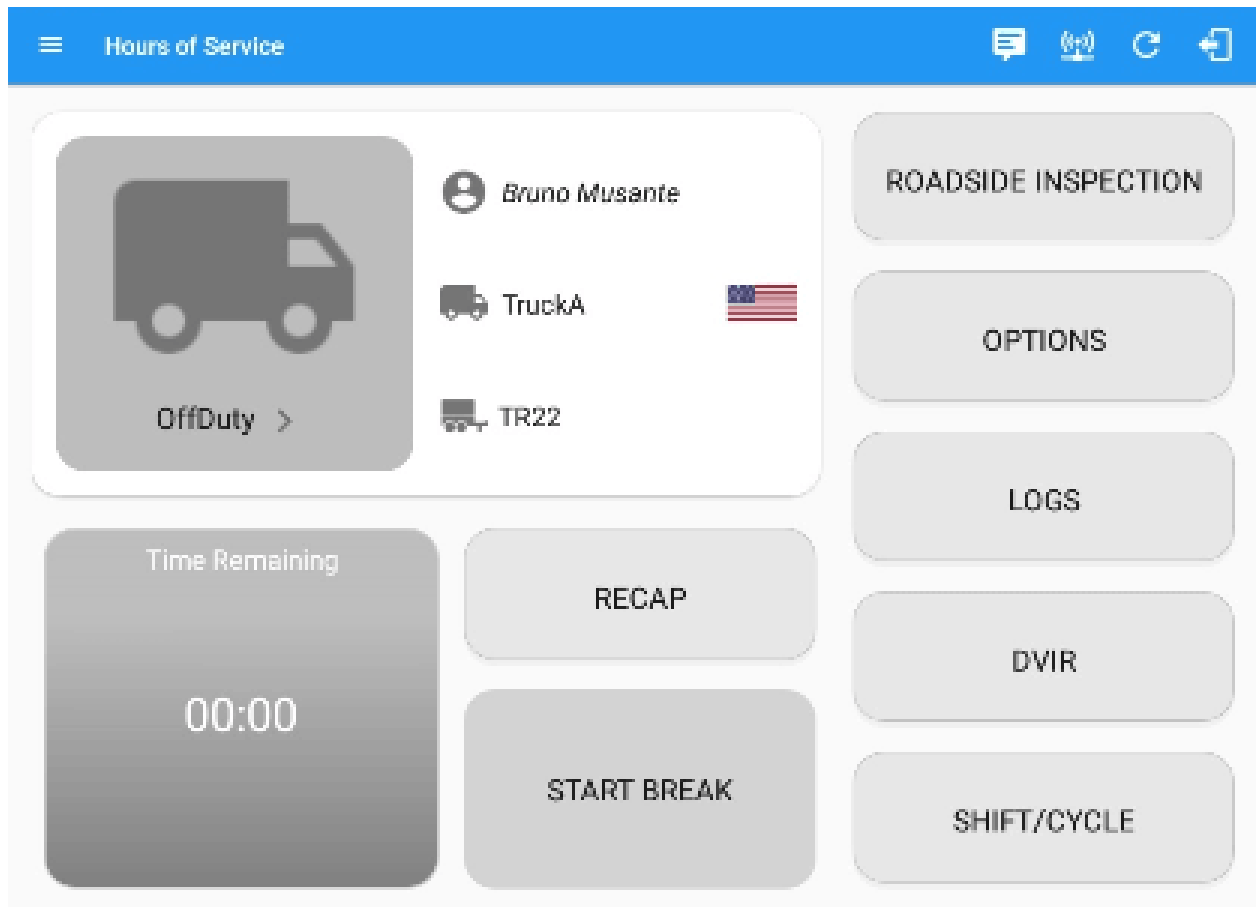 Hours of Service
Bruno Musante
TruckA
TR22
OffDuty >
Time Remaining
00:00
RECAP
START BREAK
ROADSIDE INSPECTION
OPTIONS
LOGS
DVIR
SHIFT/CYCLE